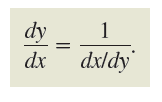 dy/dx = 1/(dx/dy).